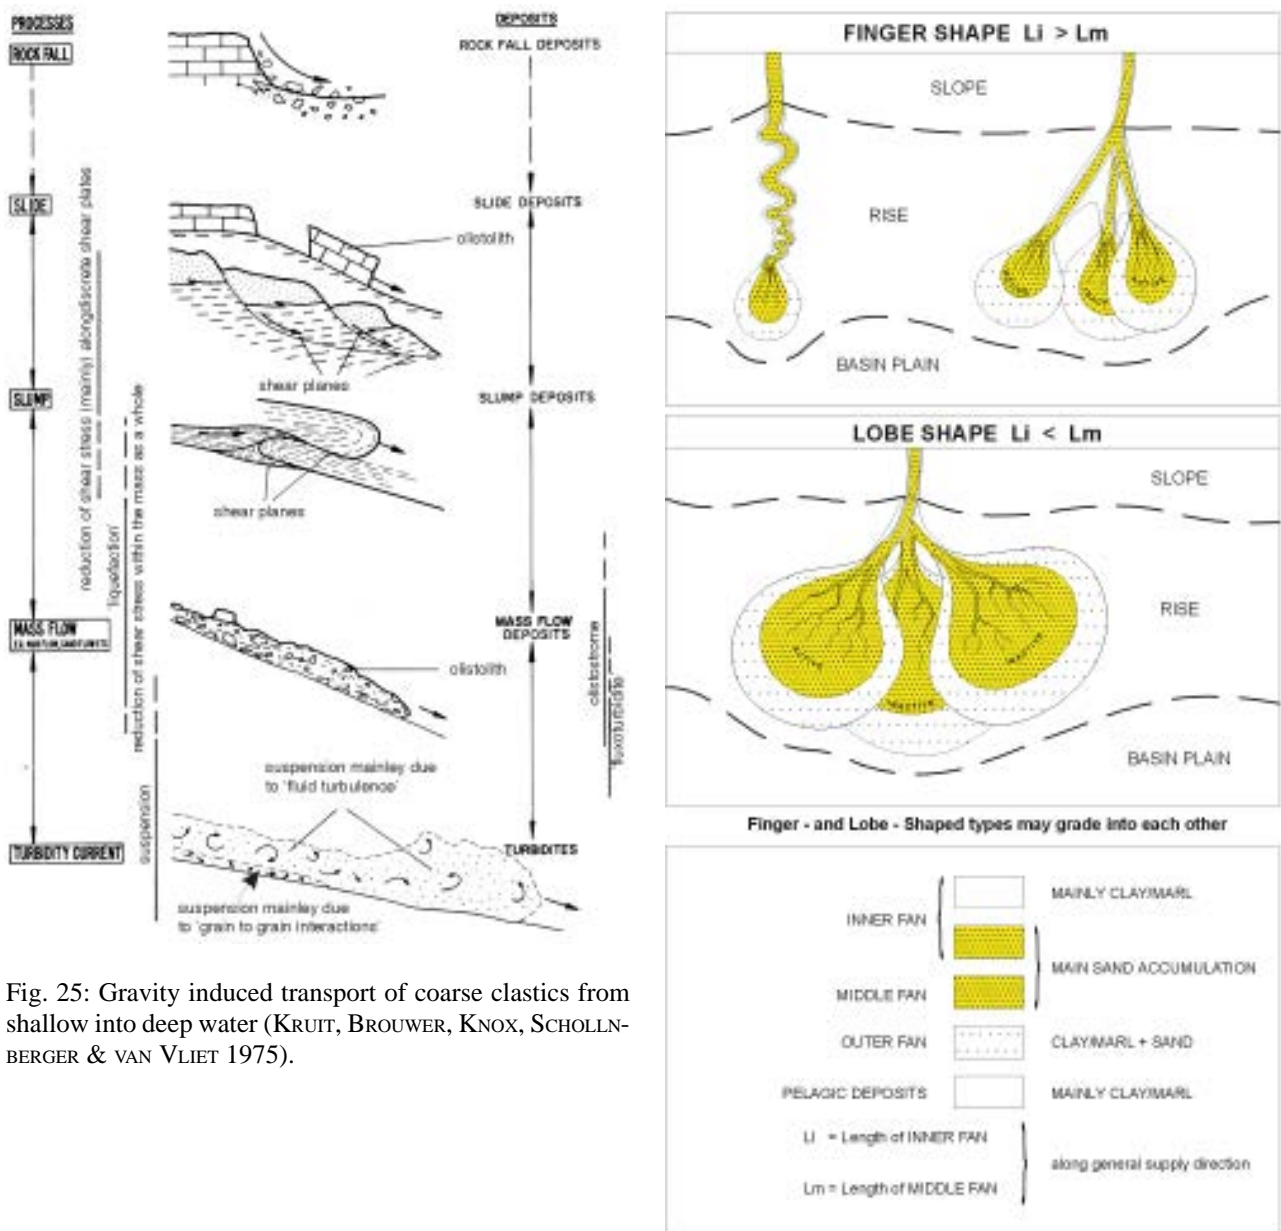 PROCESSES
ROCK FALL
SLIDE
SLUMP
MASS FLOW
TURBIDITY CURRENT
reduction of shear stress (mainly) alongdiscrete shear plates
'liquefaction'
reduction of shear stress within the mass as a whole
suspension
olistolith
shear planes
shear planes
olistolith
suspension mainley due
to 'fluid turbulence'
suspension mainley due
to 'grain to grain interactions'
DEPOSITS
ROCK FALL DEPOSITS
SLIDE DEPOSITS
SLUMP DEPOSITS
MASS FLOW
DEPOSITS
TURBIDITES
olistostrome
fluxoturbidite
Fig. 25: Gravity induced transport of coarse clastics from
shallow into deep water (KRUIT, BROUWER, KNOX, SCHOLLN-
BERGER & VAN VLIET 1975).
FINGER SHAPE Li > Lm
SLOPE
RISE
BASIN PLAIN
LOBE SHAPE Li < Lm
SLOPE
RISE
ACTIVE
INACTIVE
INACTIVE
BASIN PLAIN
Finger - and Lobe - Shaped types may grade into each other
INNER FAN
MAINLY CLAY/MARL
MAIN SAND ACCUMULATION
MIDDLE FAN
OUTER FAN
CLAY/MARL + SAND
PELAGIC DEPOSITS
MAINLY CLAY/MARL
Li = Length of INNER FAN
along general supply direction
Lm = Length of MIDDLE FAN